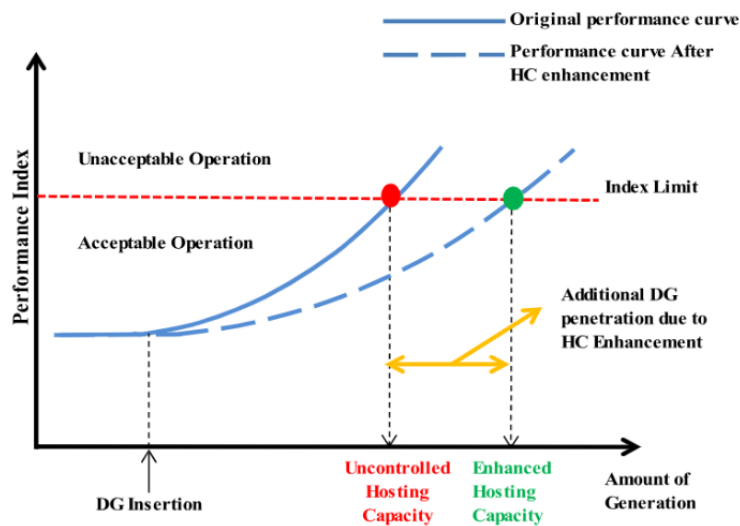 Original performance curve
Performance curve After
HC enhancement
Performance Index
Unacceptable Operation
Index Limit
Acceptable Operation
Additional DG
penetration due to
HC Enhancement
DG Insertion
Uncontrolled
Hosting
Capacity
Enhanced
Hosting
Capacity
Amount of
Generation